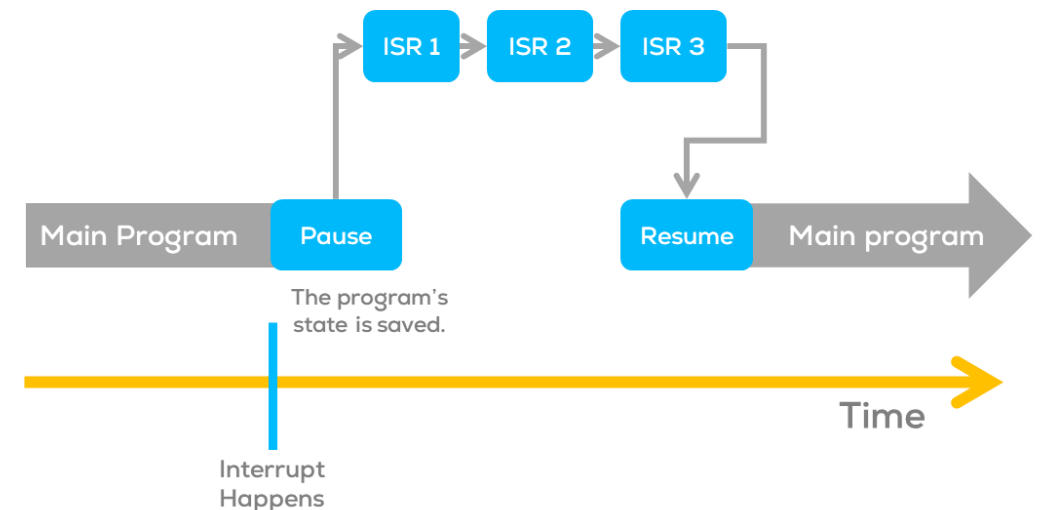 ISR 1
ISR 2
ISR 3
Main Program
Pause
Resume
Main program
The program's
state is saved.
Time
Interrupt
Happens